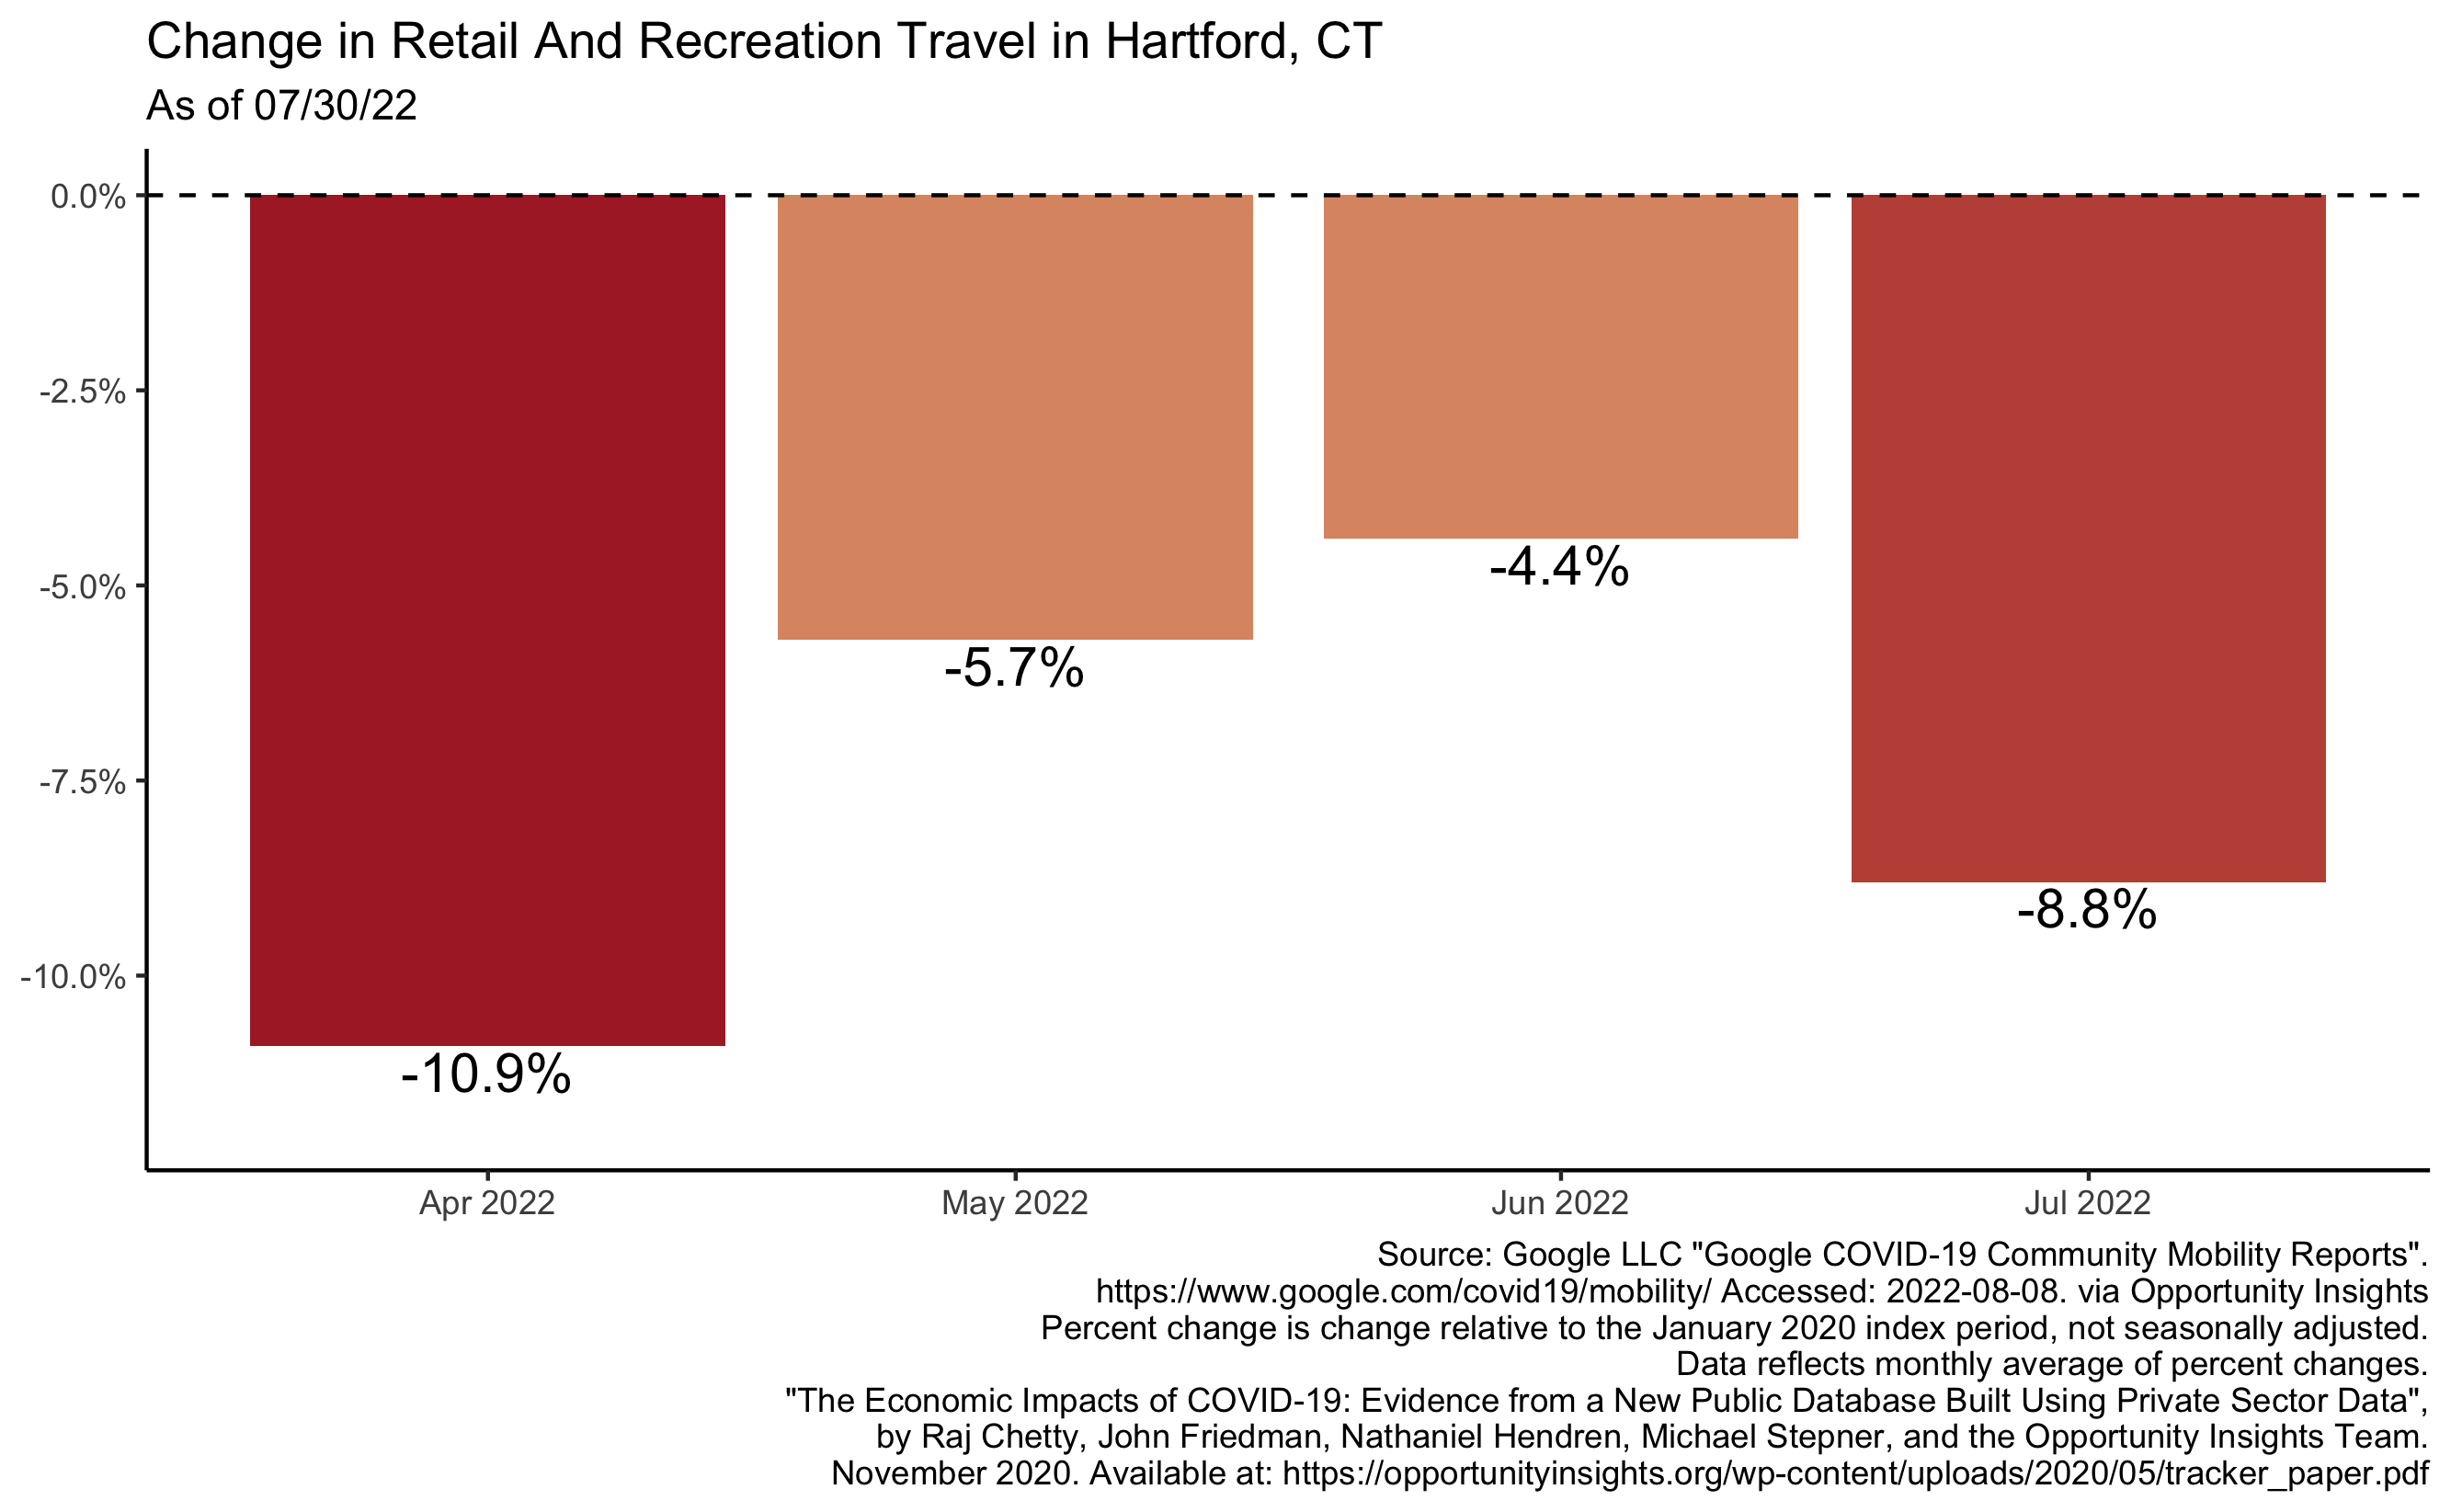 Change in Retail And Recreation Travel in Hartford, CT
As of 07/30/22
0.0%
-2.5%
-5.0%
-7.5%
-10.0%
-10.9%
-5.7%
-4.4%
-8.8%
Apr 2022
May 2022
Jun 2022
Jul 2022
Source: Google LLC "Google COVID-19 Community Mobility Reports".
https://www.google.com/covid19/mobility/ Accessed: 2022-08-08. via Opportunity Insights
Percent change is change relative to the January 2020 index period, not seasonally adjusted.
Data reflects monthly average of percent changes.
"The Economic Impacts of COVID-19: Evidence from a New Public Database Built Using Private Sector Data",
by Raj Chetty, John Friedman, Nathaniel Hendren, Michael Stepner, and the Opportunity Insights Team.
November 2020. Available at: https://opportunityinsights.org/wp-content/uploads/2020/05/tracker_paper.pdf